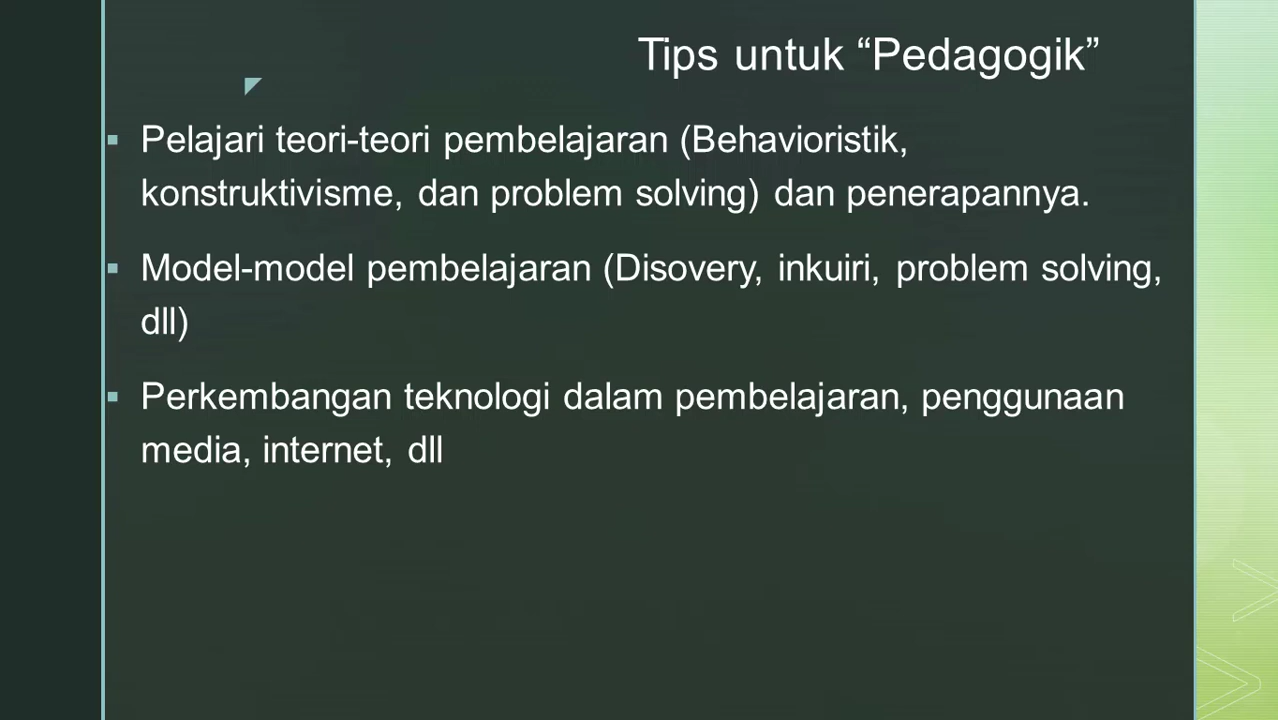 Tips untuk “Pedagogik”
▪ Pelajari teori-teori pembelajaran (Behavioristik,
konstruktivisme, dan problem solving) dan penerapannya.
▪ Model-model pembelajaran (Disovery, inkuiri, problem solving,
dll)
▪ Perkembangan teknologi dalam pembelajaran, penggunaan
media, internet, dll